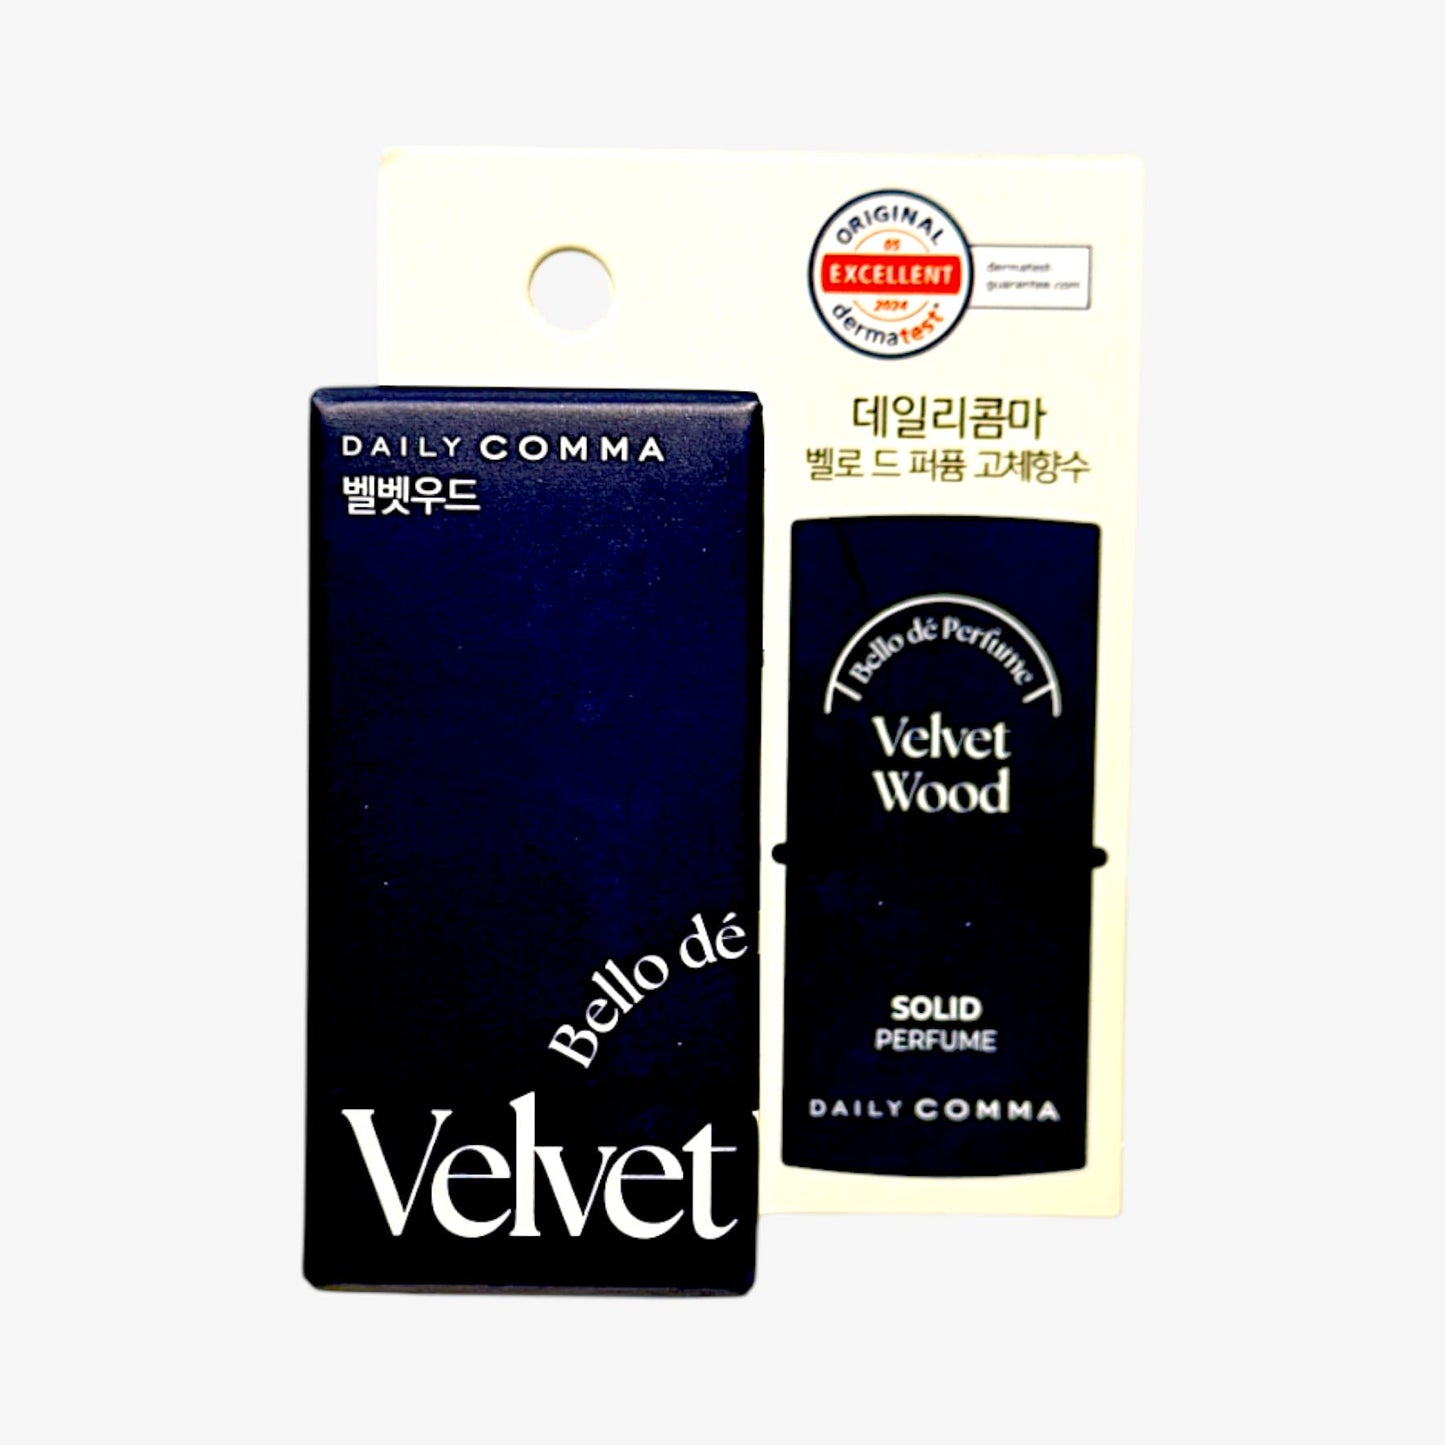 ORIGINAL
05
EXCELLENT
2024
dermatest®
dermatest-
guarantee.com
데일리콤마
벨로 드 퍼퓸 고체향수
DAILY COMMA
벨벳우드
Bello dé
Velvet
Bello dé Perfume
Velvet
Wood
SOLID
PERFUME
DAILY COMMA